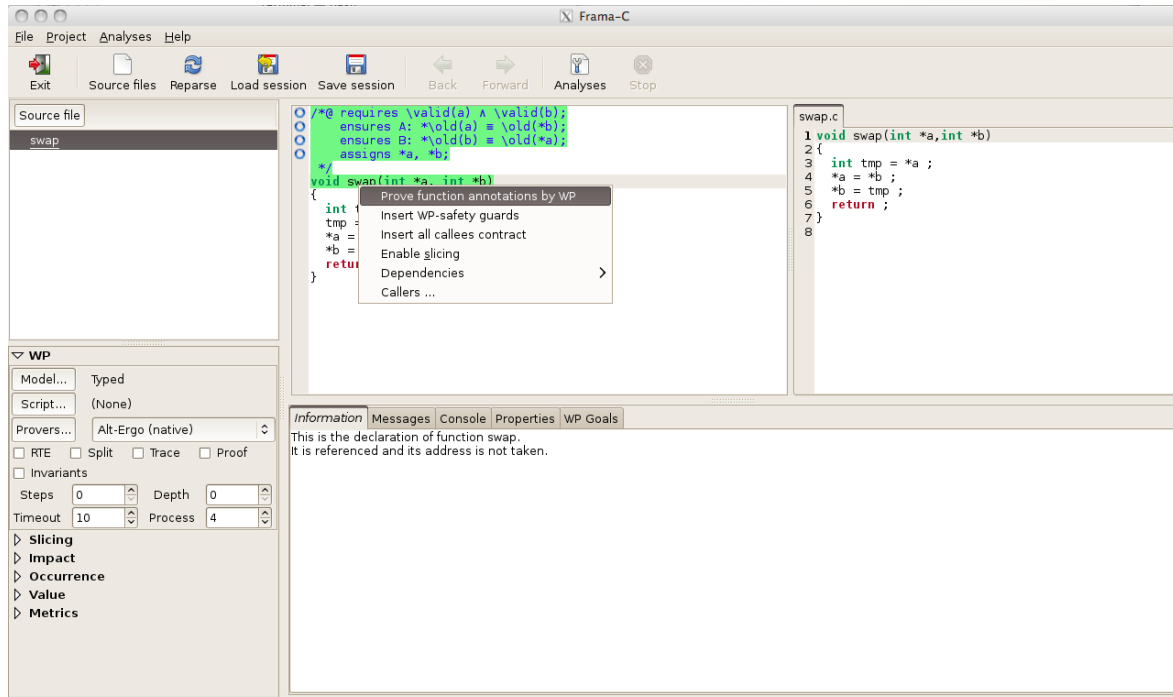 Frama-C
File Project Analyses Help
Exit Source files Reparse Load session Save session Back Forward Analyses Stop
Source file
swap
/*@ requires \valid(a) ∧ \valid(b);
ensures A: *\old(a) ≡ \old(*b);
ensures B: *\old(b) ≡ \old(*a);
assigns *a, *b;
*/
void swap(int *a, int *b)
{
int t
tmp =
*a =
*b =
retur
}
Prove function annotations by WP
Insert WP-safety guards
Insert all callees contract
Enable slicing
Dependencies
Callers ...
swap.c
1 void swap(int *a,int *b)
2 {
3 int tmp = *a ;
4 *a = *b ;
5 *b = tmp ;
6 return ;
7 }
8
WP
Model... Typed
Script... (None)
Provers... Alt-Ergo (native)
RTE Split Trace Proof
Invariants
Steps 0 Depth 0
Timeout 10 Process 4
Slicing
Impact
Occurrence
Value
Metrics
Information Messages Console Properties WP Goals
This is the declaration of function swap.
It is referenced and its address is not taken.